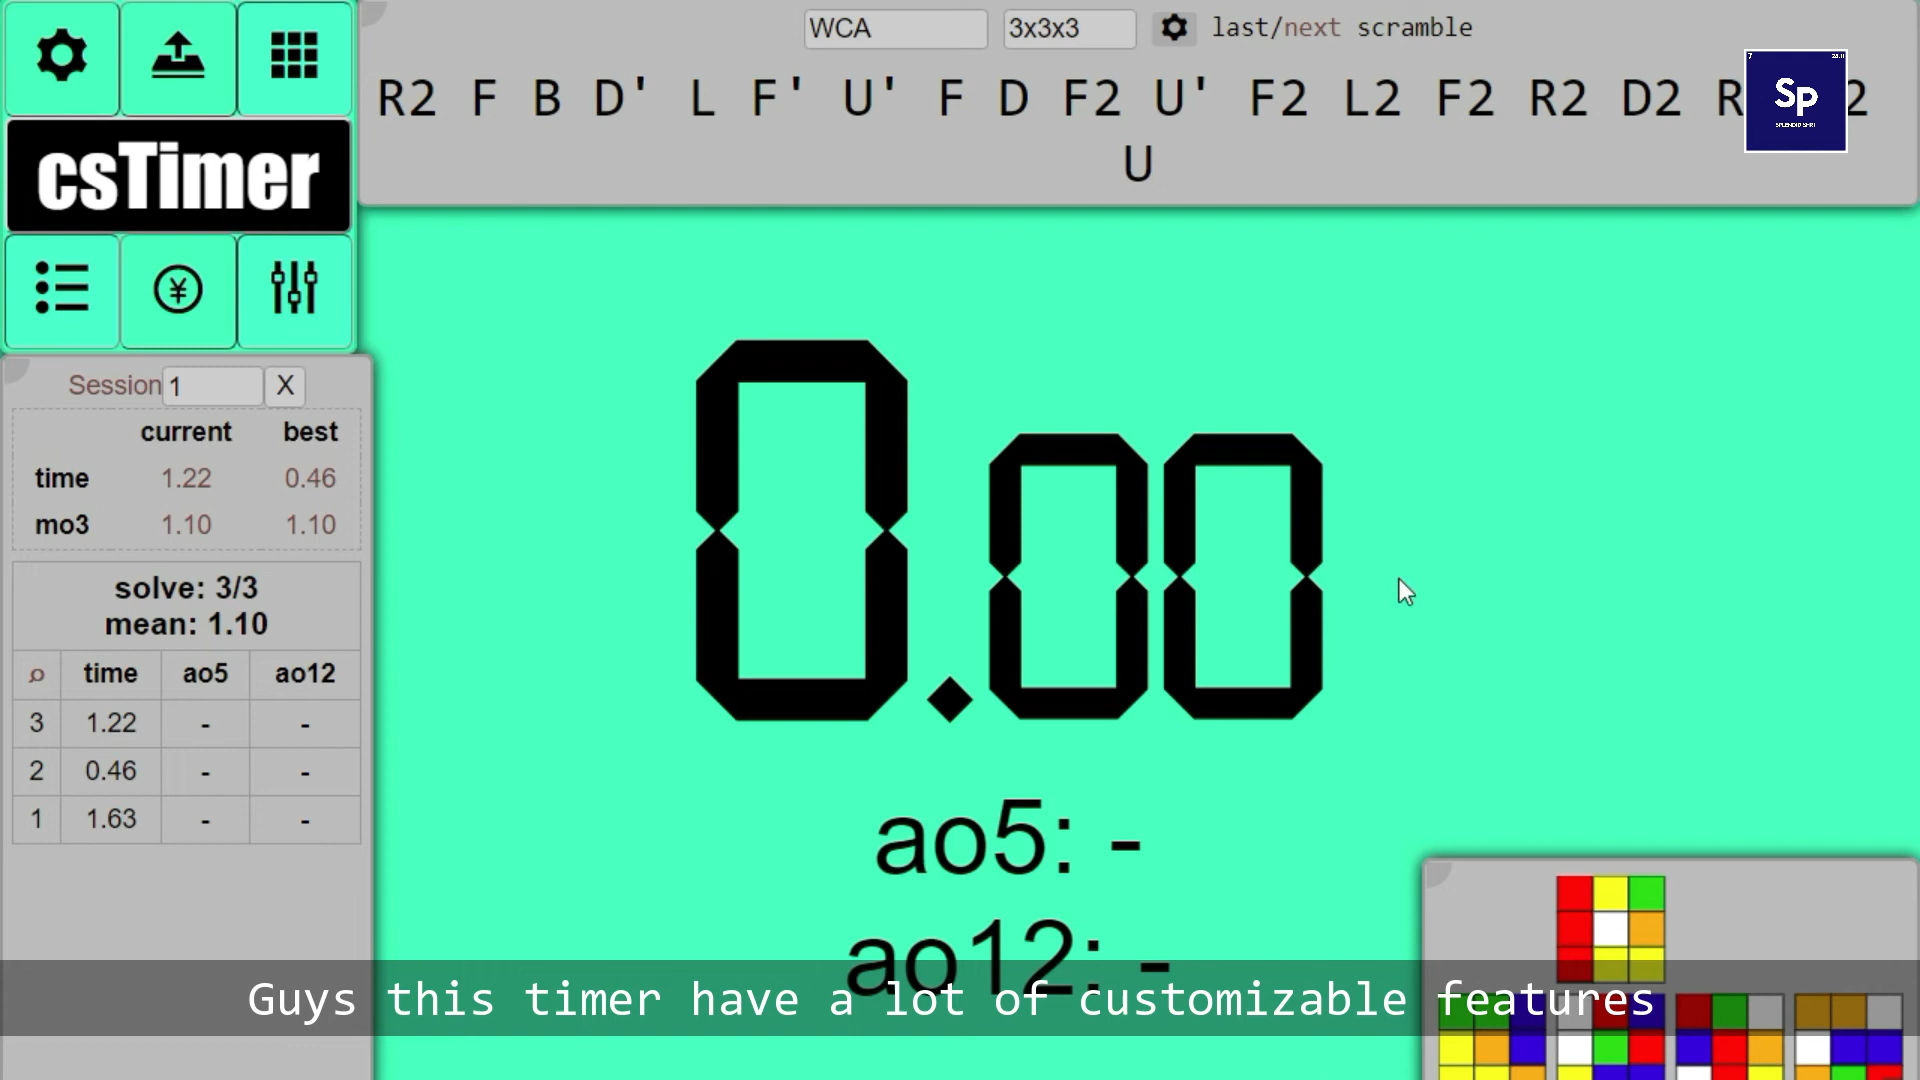 WCA 3x3x3 last/next scramble
R2 F B D' L F' U' F D F2 U' F2 L2 F2 R2 D2 R 2
U
Sp
SPLENDID SHRI
csTimer
Session 1 X
current best
time 1.22 0.46
mo3 1.10 1.10
solve: 3/3
mean: 1.10
time ao5 ao12
3 1.22 - -
2 0.46 - -
1 1.63 - -
0.00
ao5: -
ao12: -
Guys this timer have a lot of customizable features